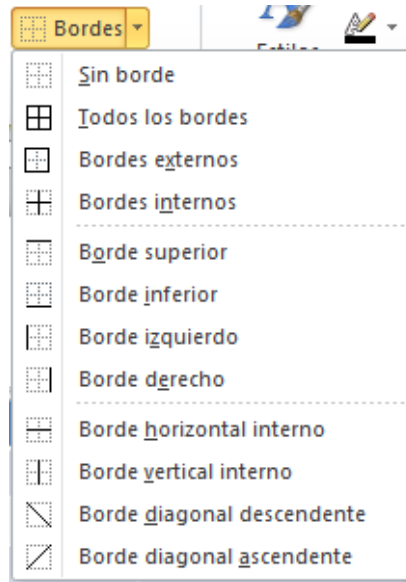 Bordes
Sin borde
Todos los bordes
Bordes externos
Bordes internos
Borde superior
Borde inferior
Borde izquierdo
Borde derecho
Borde horizontal interno
Borde vertical interno
Borde diagonal descendente
Borde diagonal ascendente